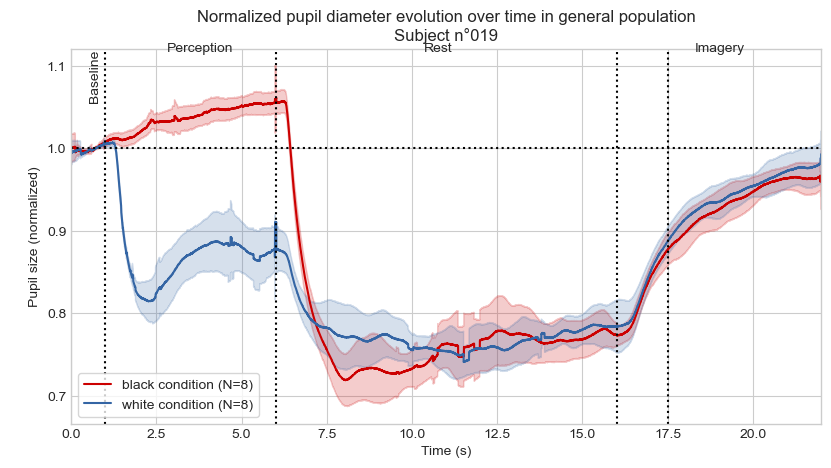 Normalized pupil diameter evolution over time in general population
Subject n°019
Baseline
Perception
Rest
Imagery
Pupil size (normalized)
1.1
1.0
0.9
0.8
0.7
black condition (N=8)
white condition (N=8)
0.0 2.5 5.0 7.5 10.0 12.5 15.0 17.5 20.0
Time (s)